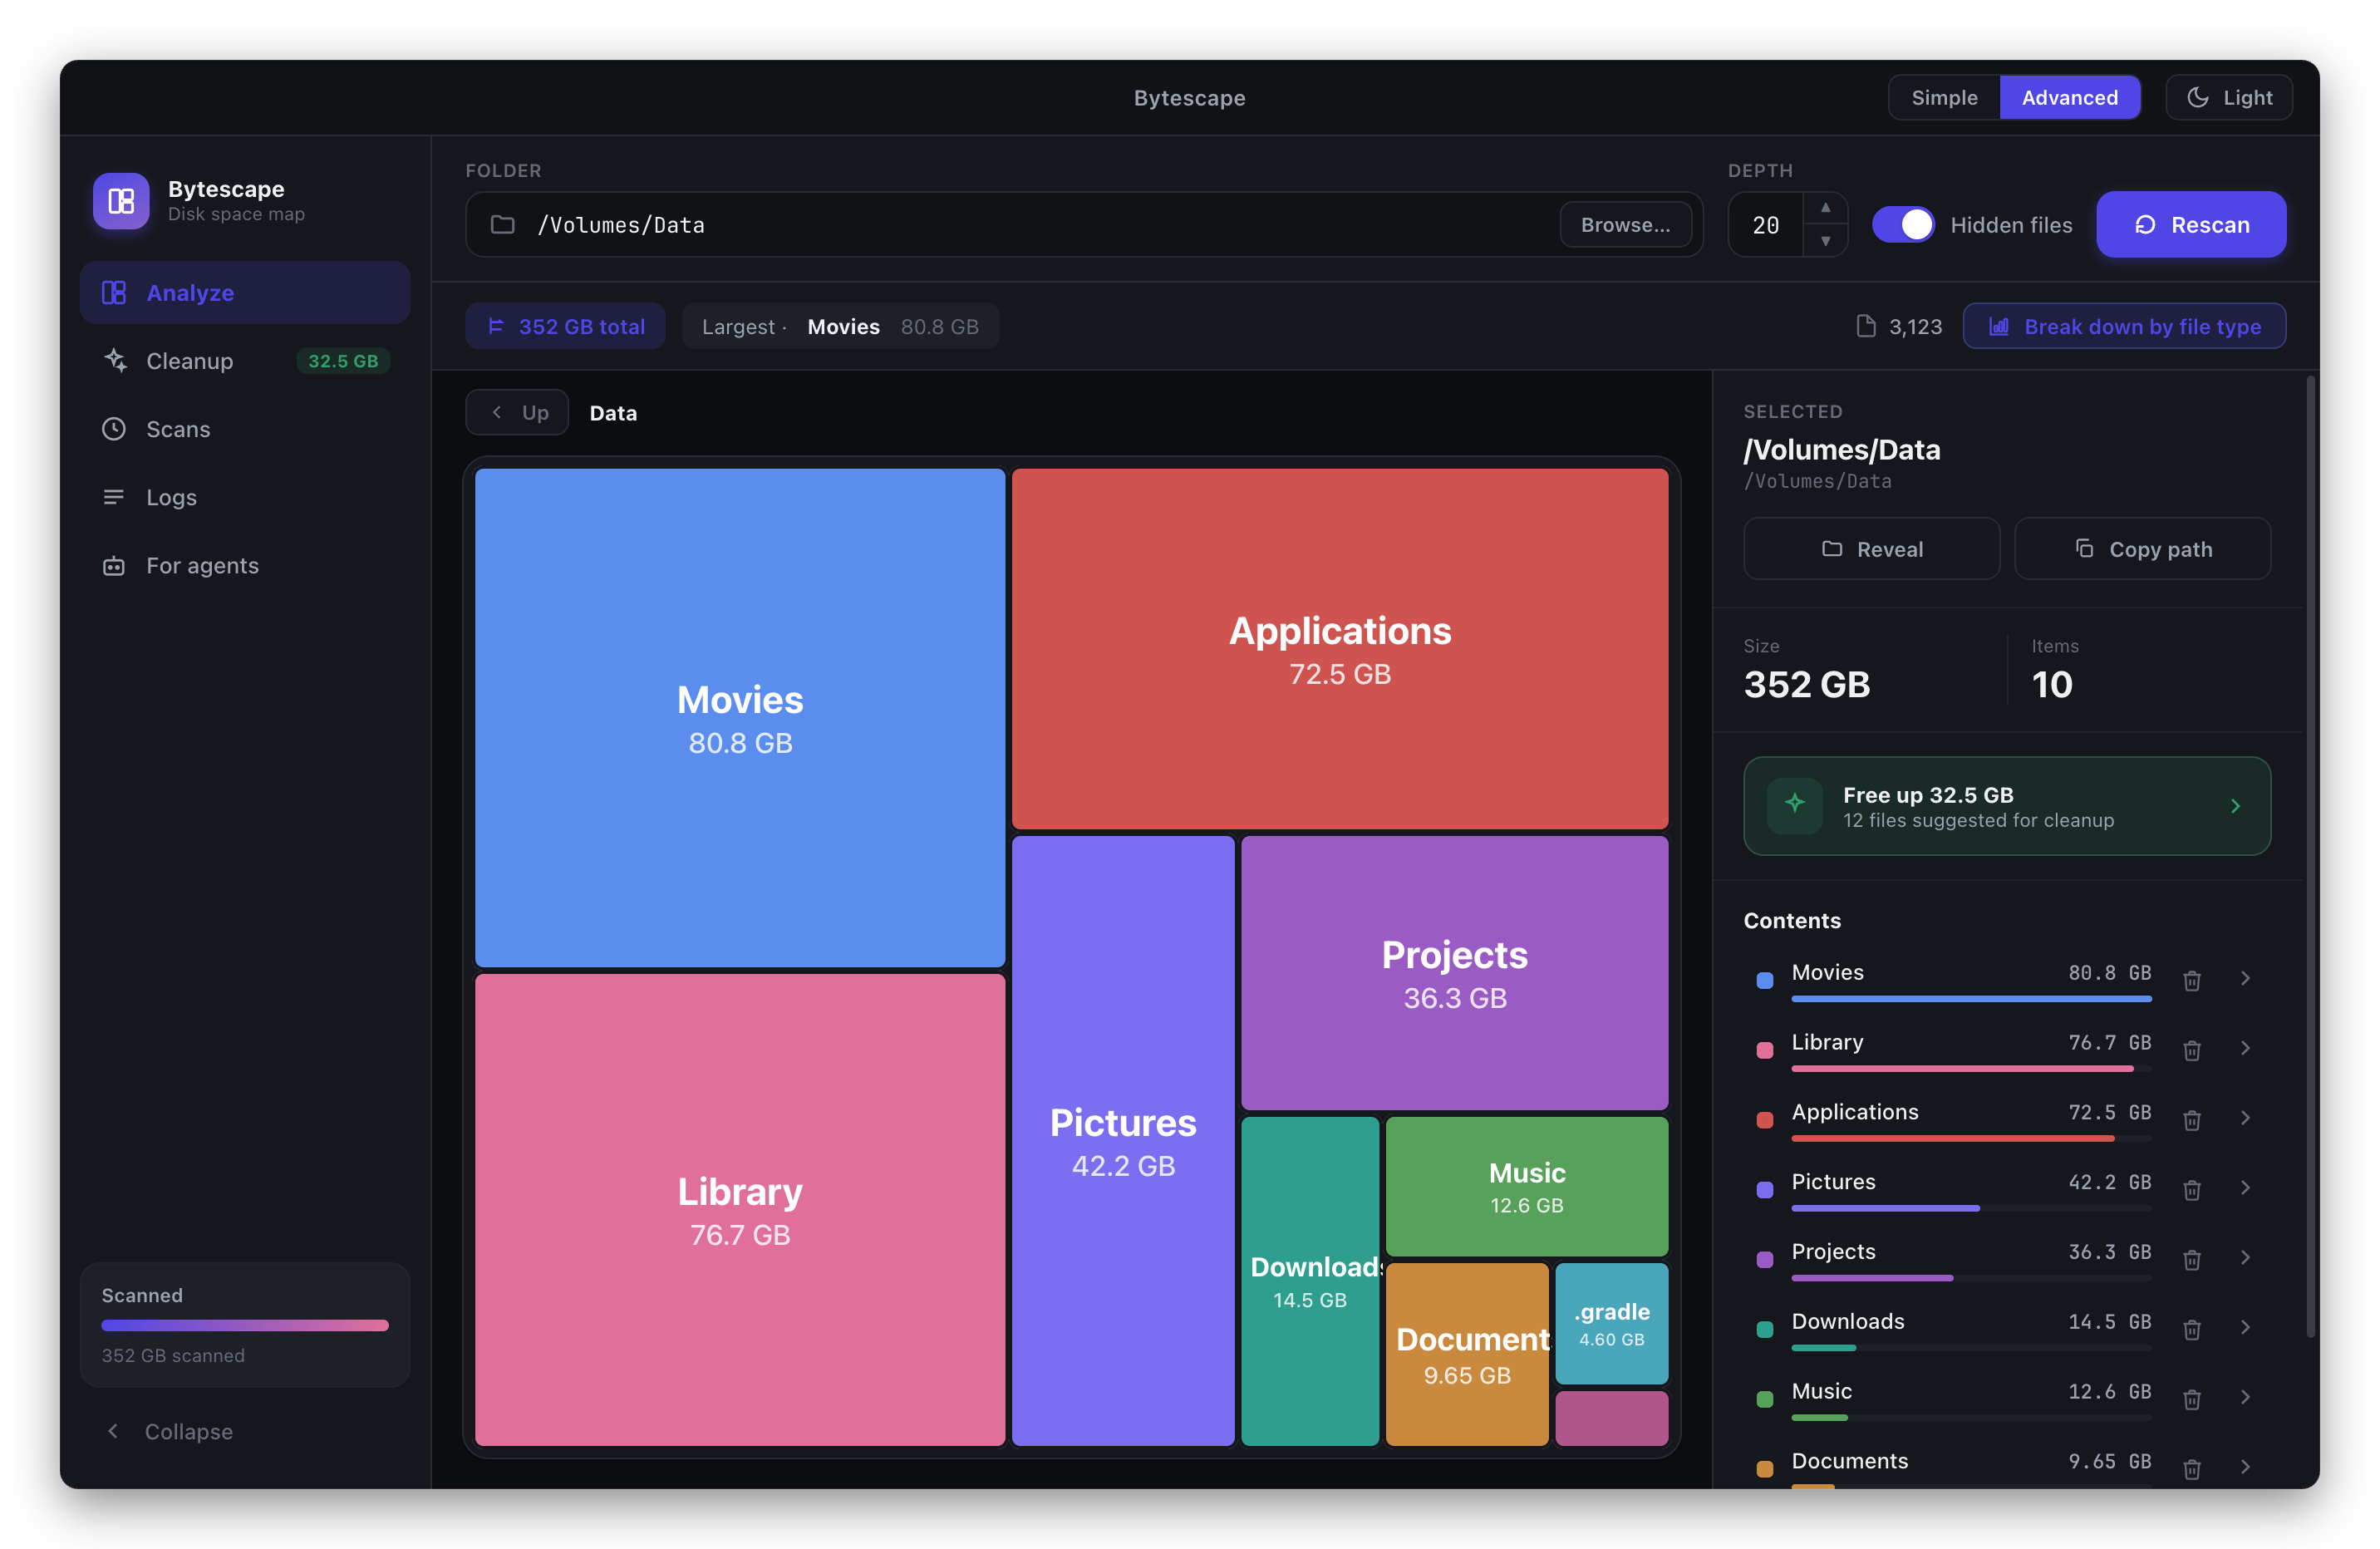 Bytescape
Simple
Advanced
Light
Bytescape
Disk space map
Analyze
Cleanup
32.5 GB
Scans
Logs
For agents
Scanned
352 GB scanned
Collapse
FOLDER
/Volumes/Data
Browse...
DEPTH
20
Hidden files
Rescan
352 GB total
Largest · Movies 80.8 GB
3,123
Break down by file type
Up
Data
Movies
80.8 GB
Applications
72.5 GB
Library
76.7 GB
Pictures
42.2 GB
Projects
36.3 GB
Downloads
14.5 GB
Music
12.6 GB
Document
9.65 GB
.gradle
4.60 GB
SELECTED
/Volumes/Data
/Volumes/Data
Reveal
Copy path
Size
352 GB
Items
10
Free up 32.5 GB
12 files suggested for cleanup
Contents
Movies 80.8 GB
Library 76.7 GB
Applications 72.5 GB
Pictures 42.2 GB
Projects 36.3 GB
Downloads 14.5 GB
Music 12.6 GB
Documents 9.65 GB